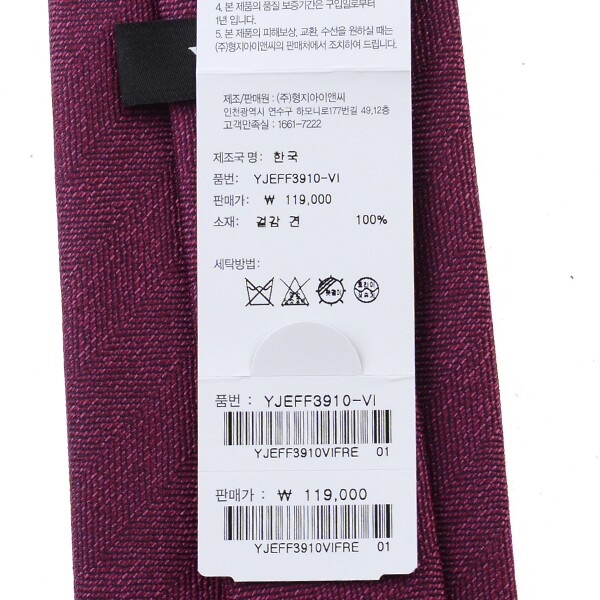 4. 본 제품의 품질 보증기간은 구입일로부터
1년 입니다.
5. 본 제품의 피해보상, 교환, 수선을 원하실 때는
(주)형지아이앤씨의 판매처에서 조치하여 드립니다.
제조/판매원 : (주)형지아이앤씨
인천광역시 연수구 하모니로177번길 49,12층
고객만족실 : 1661-7222
제조국 명: 한국
품번: YJEFF3910-VI
판매가: ₩ 119,000
소재: 겉감 견 100%
세탁방법:
품번 : YJEFF3910-VI
YJEFF3910VIFRE 01
판매가 : ₩ 119,000
YJEFF3910VIFRE 01